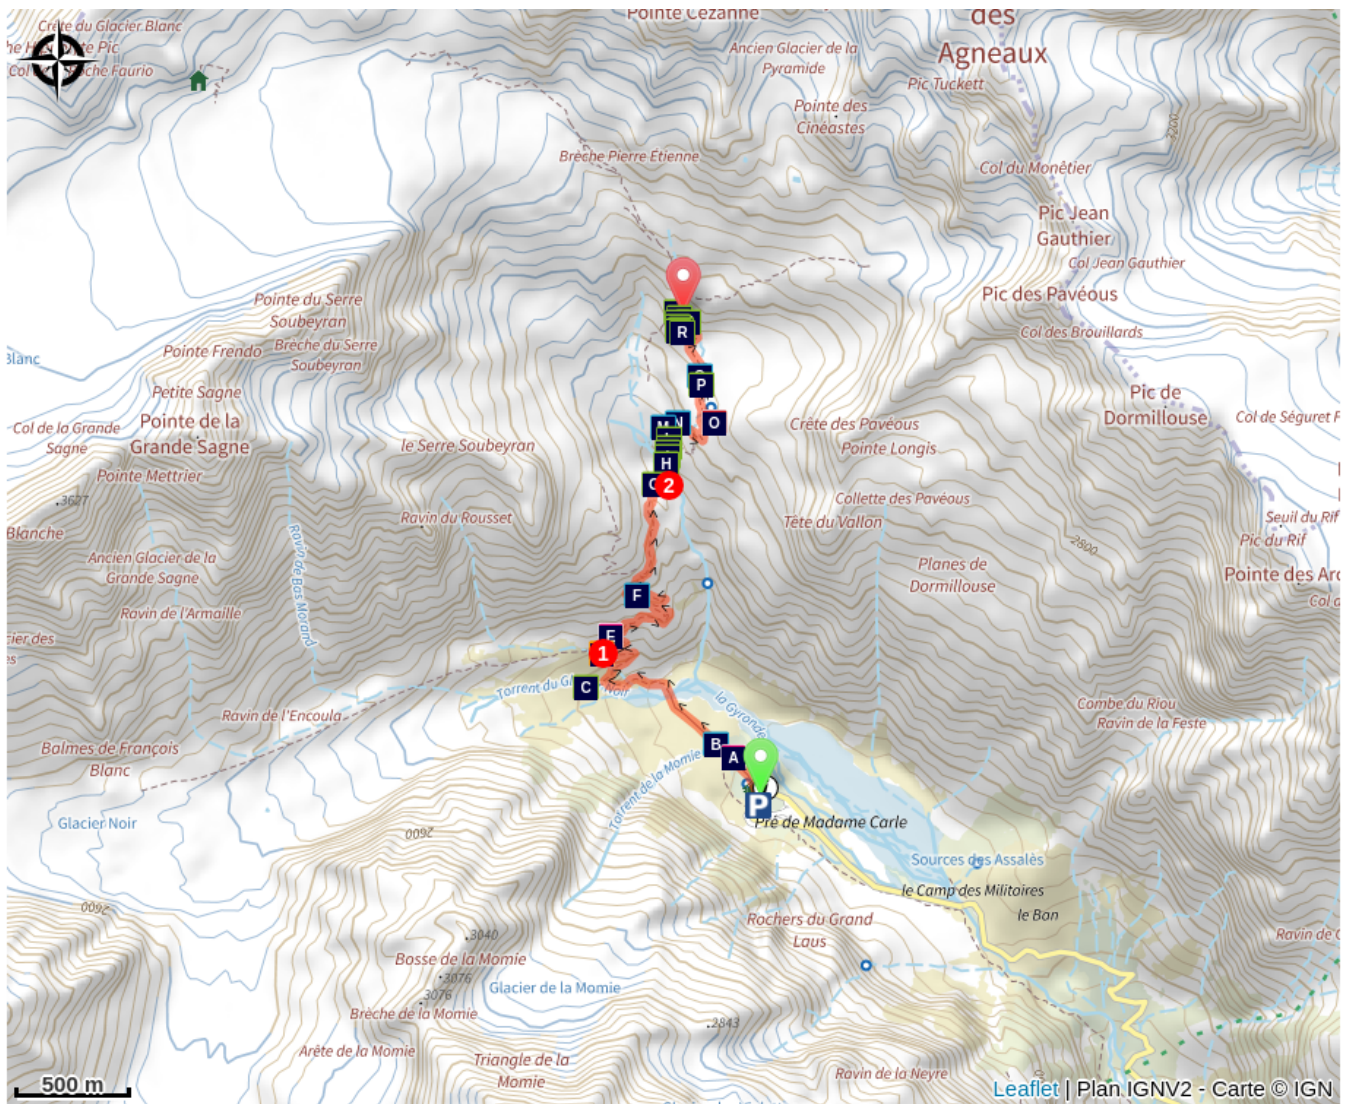 Crête du Glacier Blanc
Pointe Cézanne
des
Agneaux
Ancien Glacier de la
Pyramide
Pic Tuckett
Pointe des
Cinéastes
Brèche Pierre Étienne
Col du Monêtier
Pic Jean
Gauthier
Col Jean Gauthier
Pic des Pavéous
Col des Brouillards
Pointe du Serre
Soubeyran
Pointe Frendo
Brèche du Serre
Soubeyran
Blanc
Petite Sagne
Pointe de la
Grande Sagne
Col de la Grande
Sagne
Pointe Mettrier
3627
Blanche
le Serre Soubeyran
Ravin du Rousset
Ravin de Bas Morand
Ancien Glacier de la
Grande Sagne
Ravin de l'Armaille
R
P
O
M
H
2
F
E
1
C
B
A
P
Crête des Pavéous
Pointe Longis
Collette des Pavéous
Tête du Vallon
Pic de
Dormillouse
Col de Séguret
Seuil du Rif
Pic du Rif
Pointe des
2800
Planes de
Dormillouse
Combe du Riou
Ravin de la Feste
Torrent du
la Gyronde
Torrent de la Momie
Ravin de l'Encoula
Balmes de François
Blanc
Glacier Noir
2600
2600
Pré de Madame Carle
Sources des Assalès
le Camp des Militaires
le Ban
Rochers du Grand
Laus
3040
Bosse de la Momie
3076
3076
Glacier de la Momie
Brèche de la Momie
2843
Arête de la Momie
Triangle de la
Momie
Ravin de la Neyre
500 m
Leaflet | Plan IGNV2 - Carte © IGN